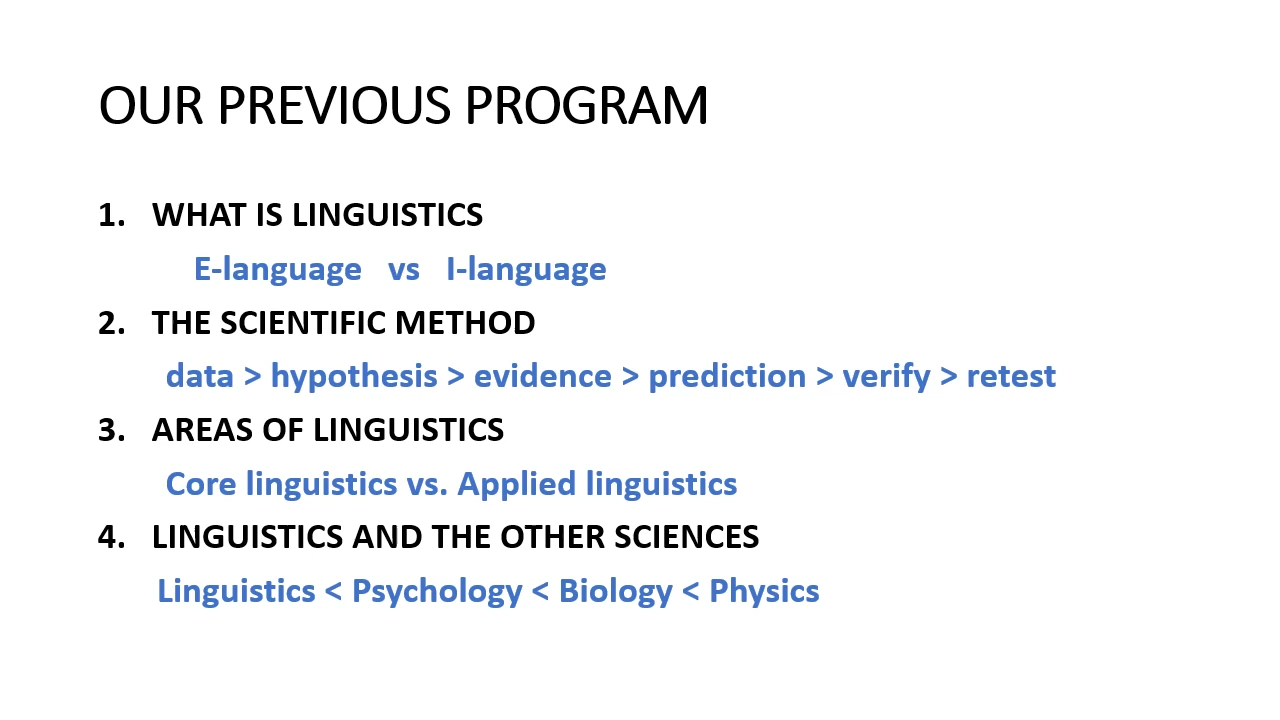 OUR PREVIOUS PROGRAM
1. WHAT IS LINGUISTICS
E-language vs I-language
2. THE SCIENTIFIC METHOD
data > hypothesis > evidence > prediction > verify > retest
3. AREAS OF LINGUISTICS
Core linguistics vs. Applied linguistics
4. LINGUISTICS AND THE OTHER SCIENCES
Linguistics < Psychology < Biology < Physics